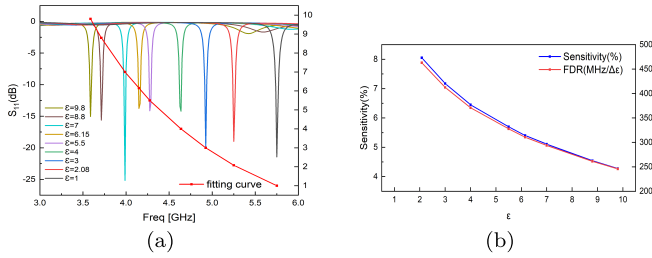 0
-5
-10
-15
-20
-25
S₁₁(dB)
10
9
8
7
6
5
4
3
2
1
ε=9.8
ε=8.8
ε=7
ε=6.15
ε=5.5
ε=4
ε=3
ε=2.08
ε=1
fitting curve
3.0 3.5 4.0 4.5 5.0 5.5 6.0
Freq [GHz]
(a)
8
7
6
5
4
Sensitivity(%)
Sensitivity(%)
FDR(MHz/Δε)
500
450
400
350
300
250
200
1 2 3 4 5 6 7 8 9 10
ε
(b)